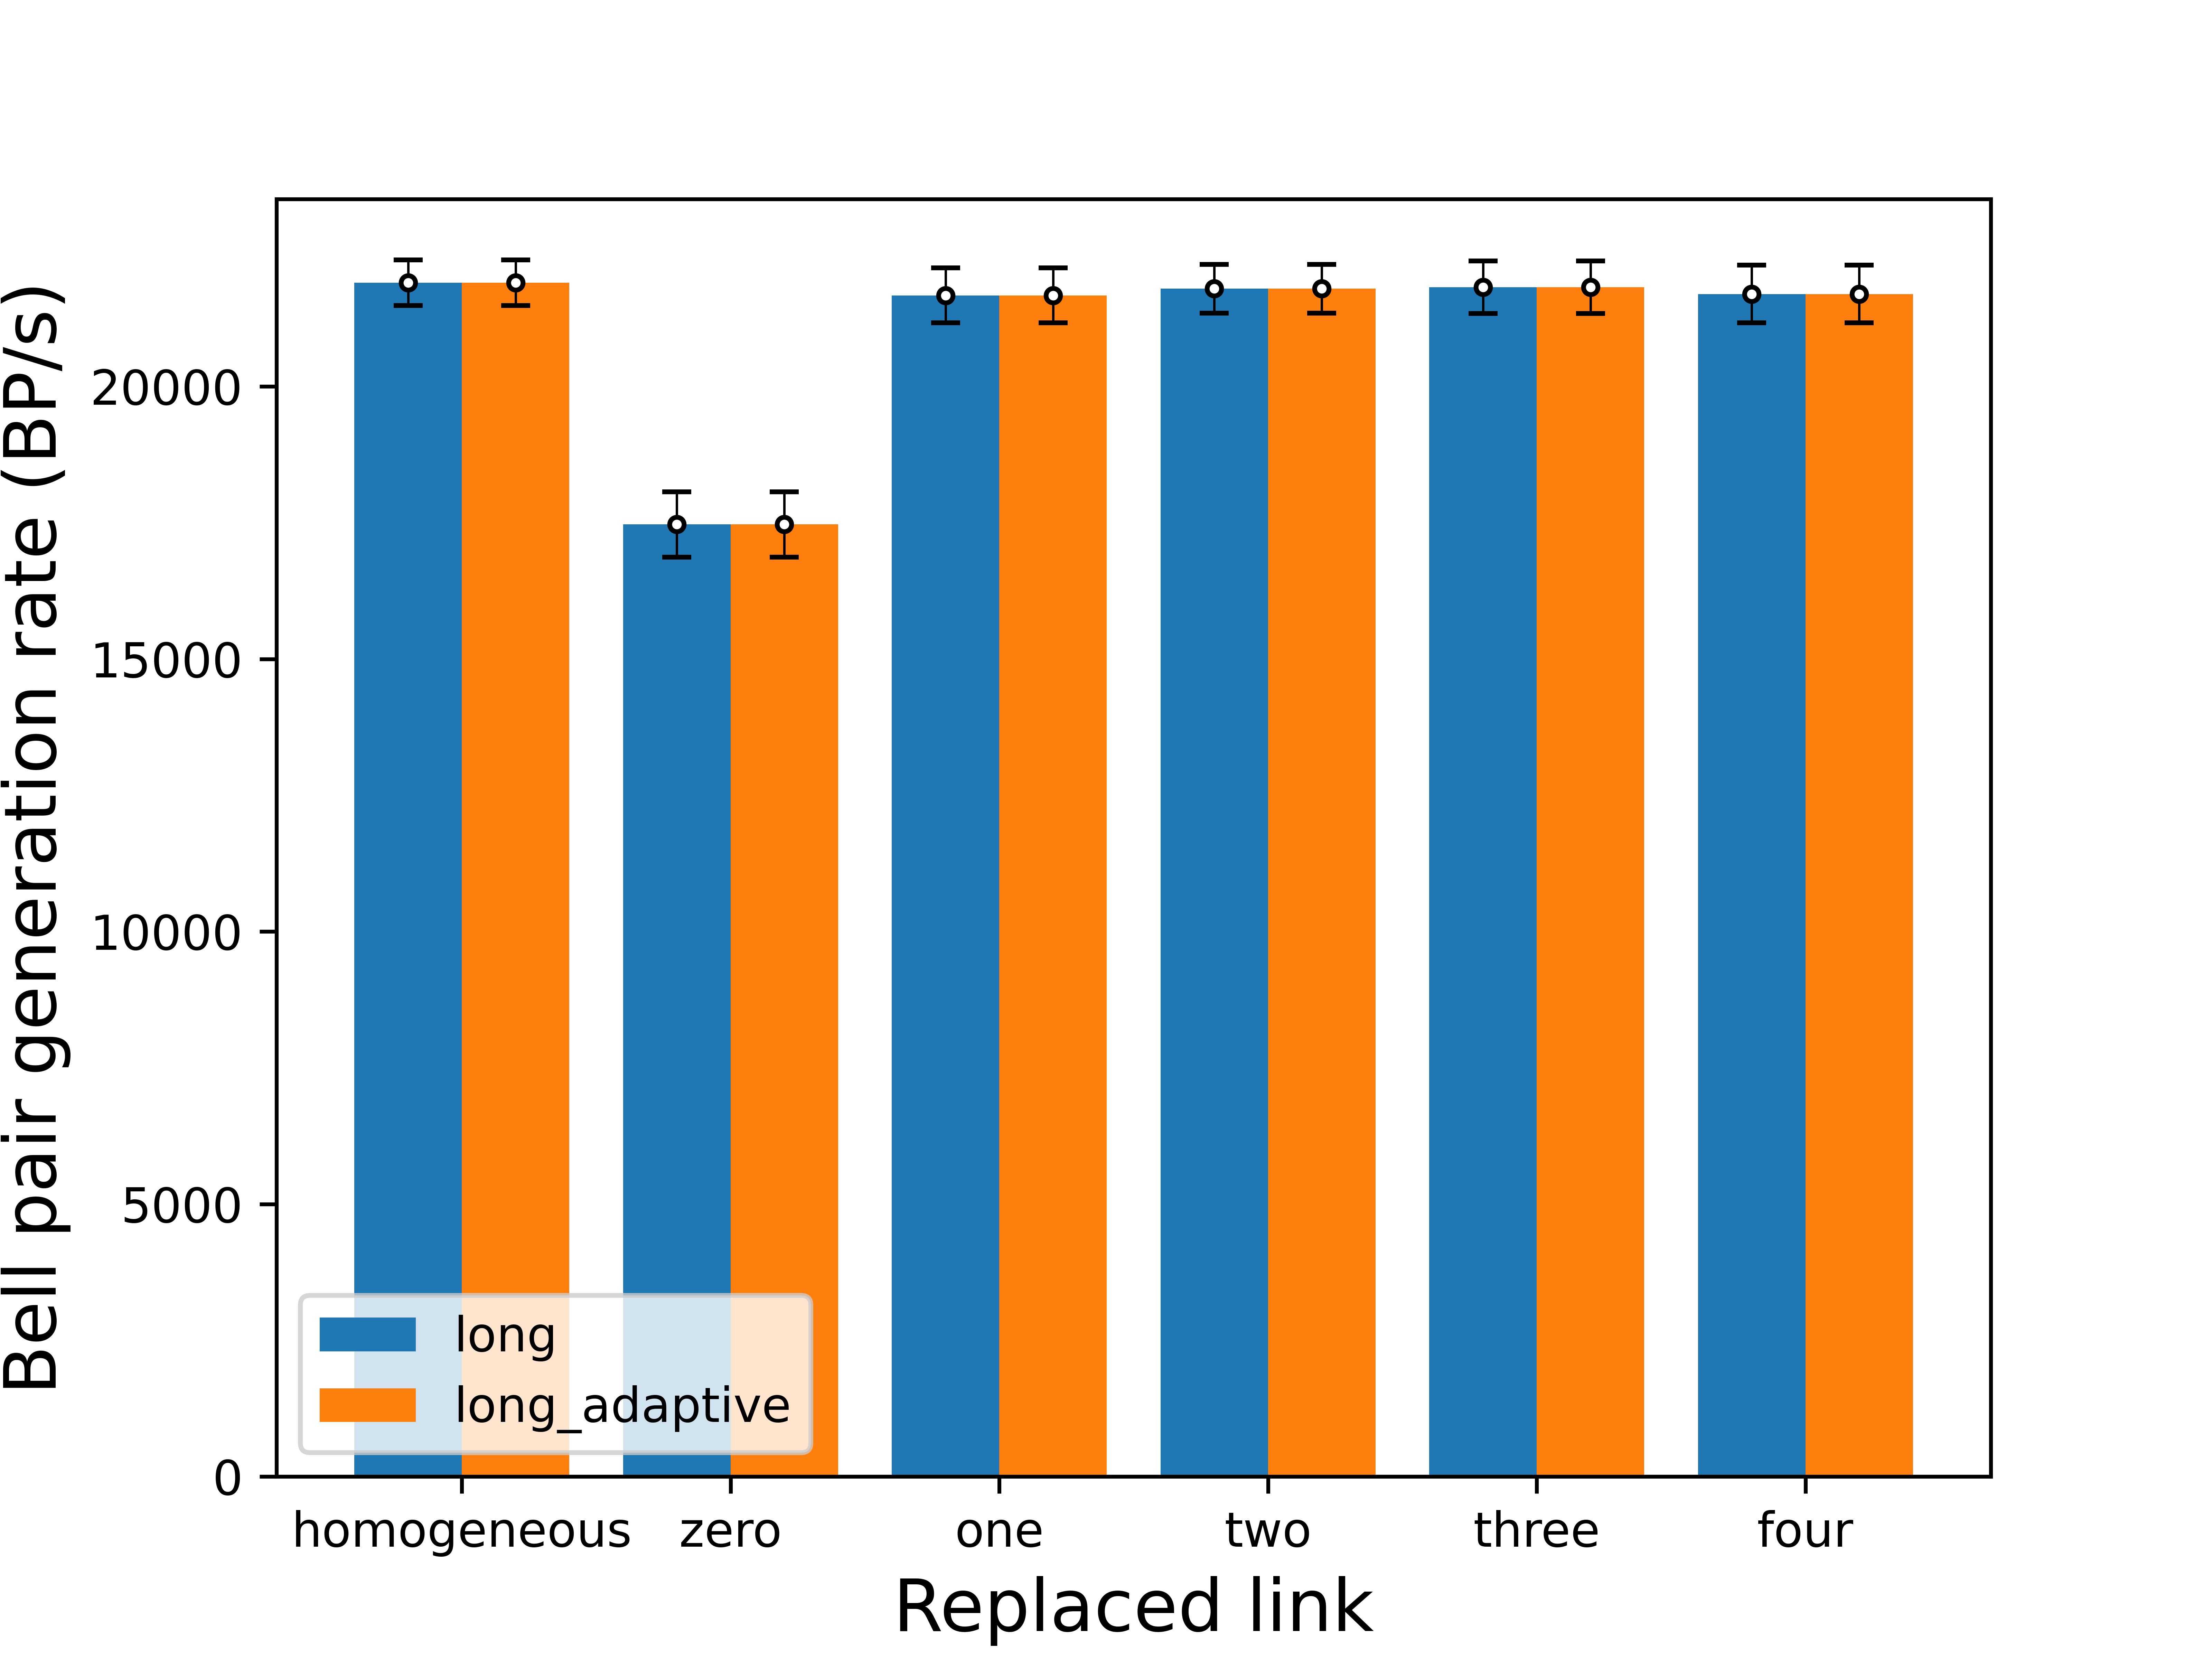 Bell pair generation rate (BP/s)
20000
15000
10000
5000
0
long
long_adaptive
homogeneous zero one two three four
Replaced link